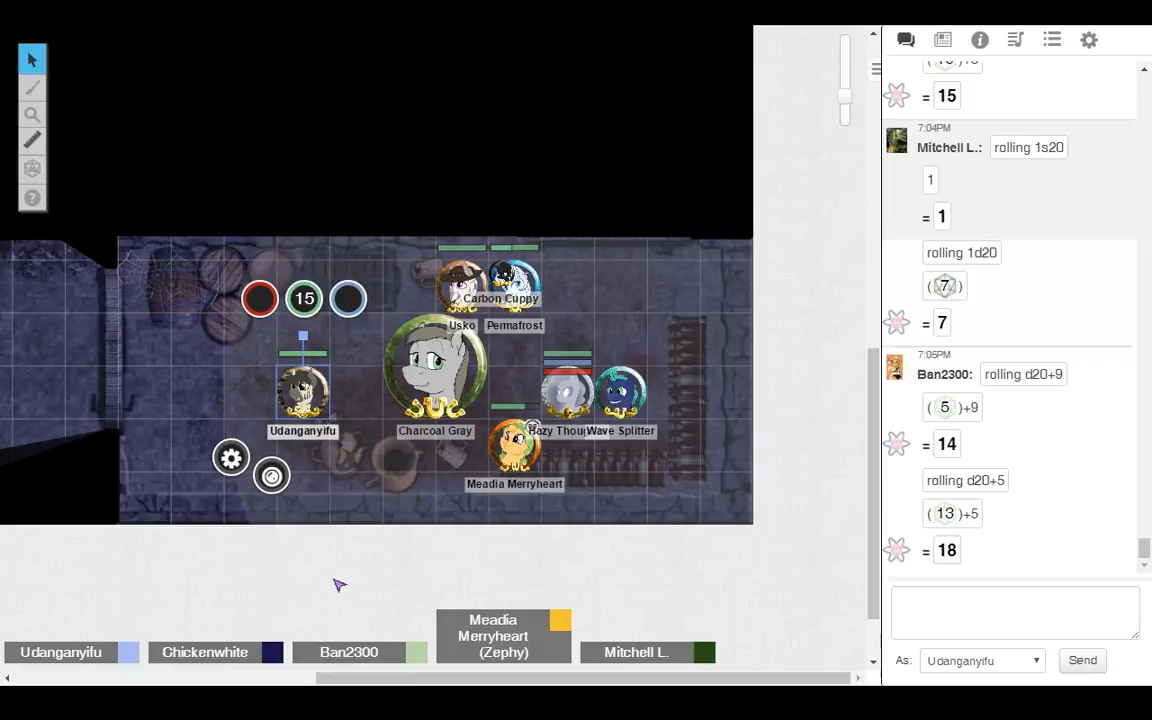 = 15
7:04PM
Mitchell L.: rolling 1s20
1
= 1
rolling 1d20
(7)
= 7
7:05PM
Ban2300: rolling d20+9
(5)+9
= 14
rolling d20+5
(13)+5
= 18
As: Udanganyifu Send
15
Carbon Cuppy
Usko Permafrost
Udanganyifu Charcoal Gray Hazy Thou Wave Splitter
Meadia Merryheart
Udanganyifu Chickenwhite Ban2300
Meadia
Merryheart
(Zephy)
Mitchell L.